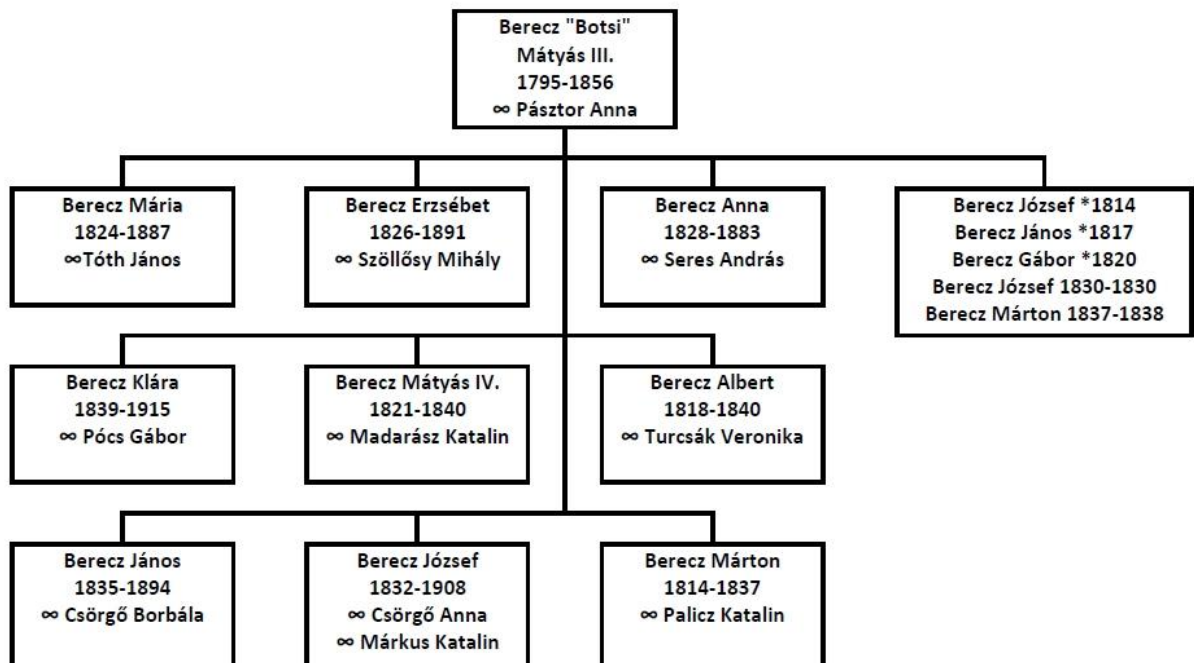 Berecz "Botsi"
Mátyás III.
1795-1856
∞ Pásztor Anna
Berecz Mária
1824-1887
∞Tóth János
Berecz Erzsébet
1826-1891
∞ Szöllősy Mihály
Berecz Anna
1828-1883
∞ Seres András
Berecz József *1814
Berecz János *1817
Berecz Gábor *1820
Berecz József 1830-1830
Berecz Márton 1837-1838
Berecz Klára
1839-1915
∞ Pócs Gábor
Berecz Mátyás IV.
1821-1840
∞ Madarász Katalin
Berecz Albert
1818-1840
∞ Turcsák Veronika
Berecz János
1835-1894
∞ Csörgő Borbála
Berecz József
1832-1908
∞ Csörgő Anna
∞ Márkus Katalin
Berecz Márton
1814-1837
∞ Palicz Katalin